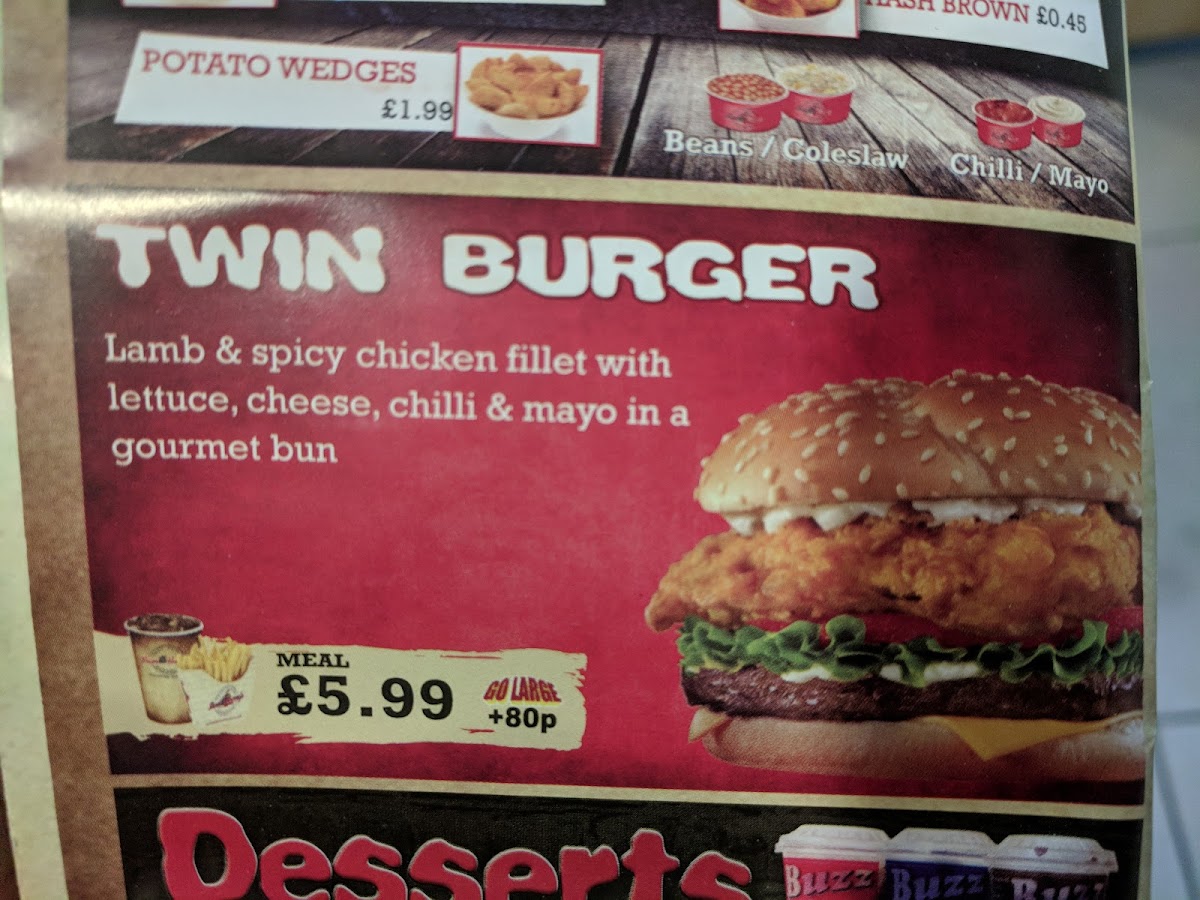 HASH BROWN £0.45
POTATO WEDGES
£1.99
Beans / Coleslaw
Chilli / Mayo
TWIN BURGER
Lamb & spicy chicken fillet with
lettuce, cheese, chilli & mayo in a
gourmet bun
MEAL
£5.99
GO LARGE
+80p
Desserts
Buzz
Buzz
Buzz